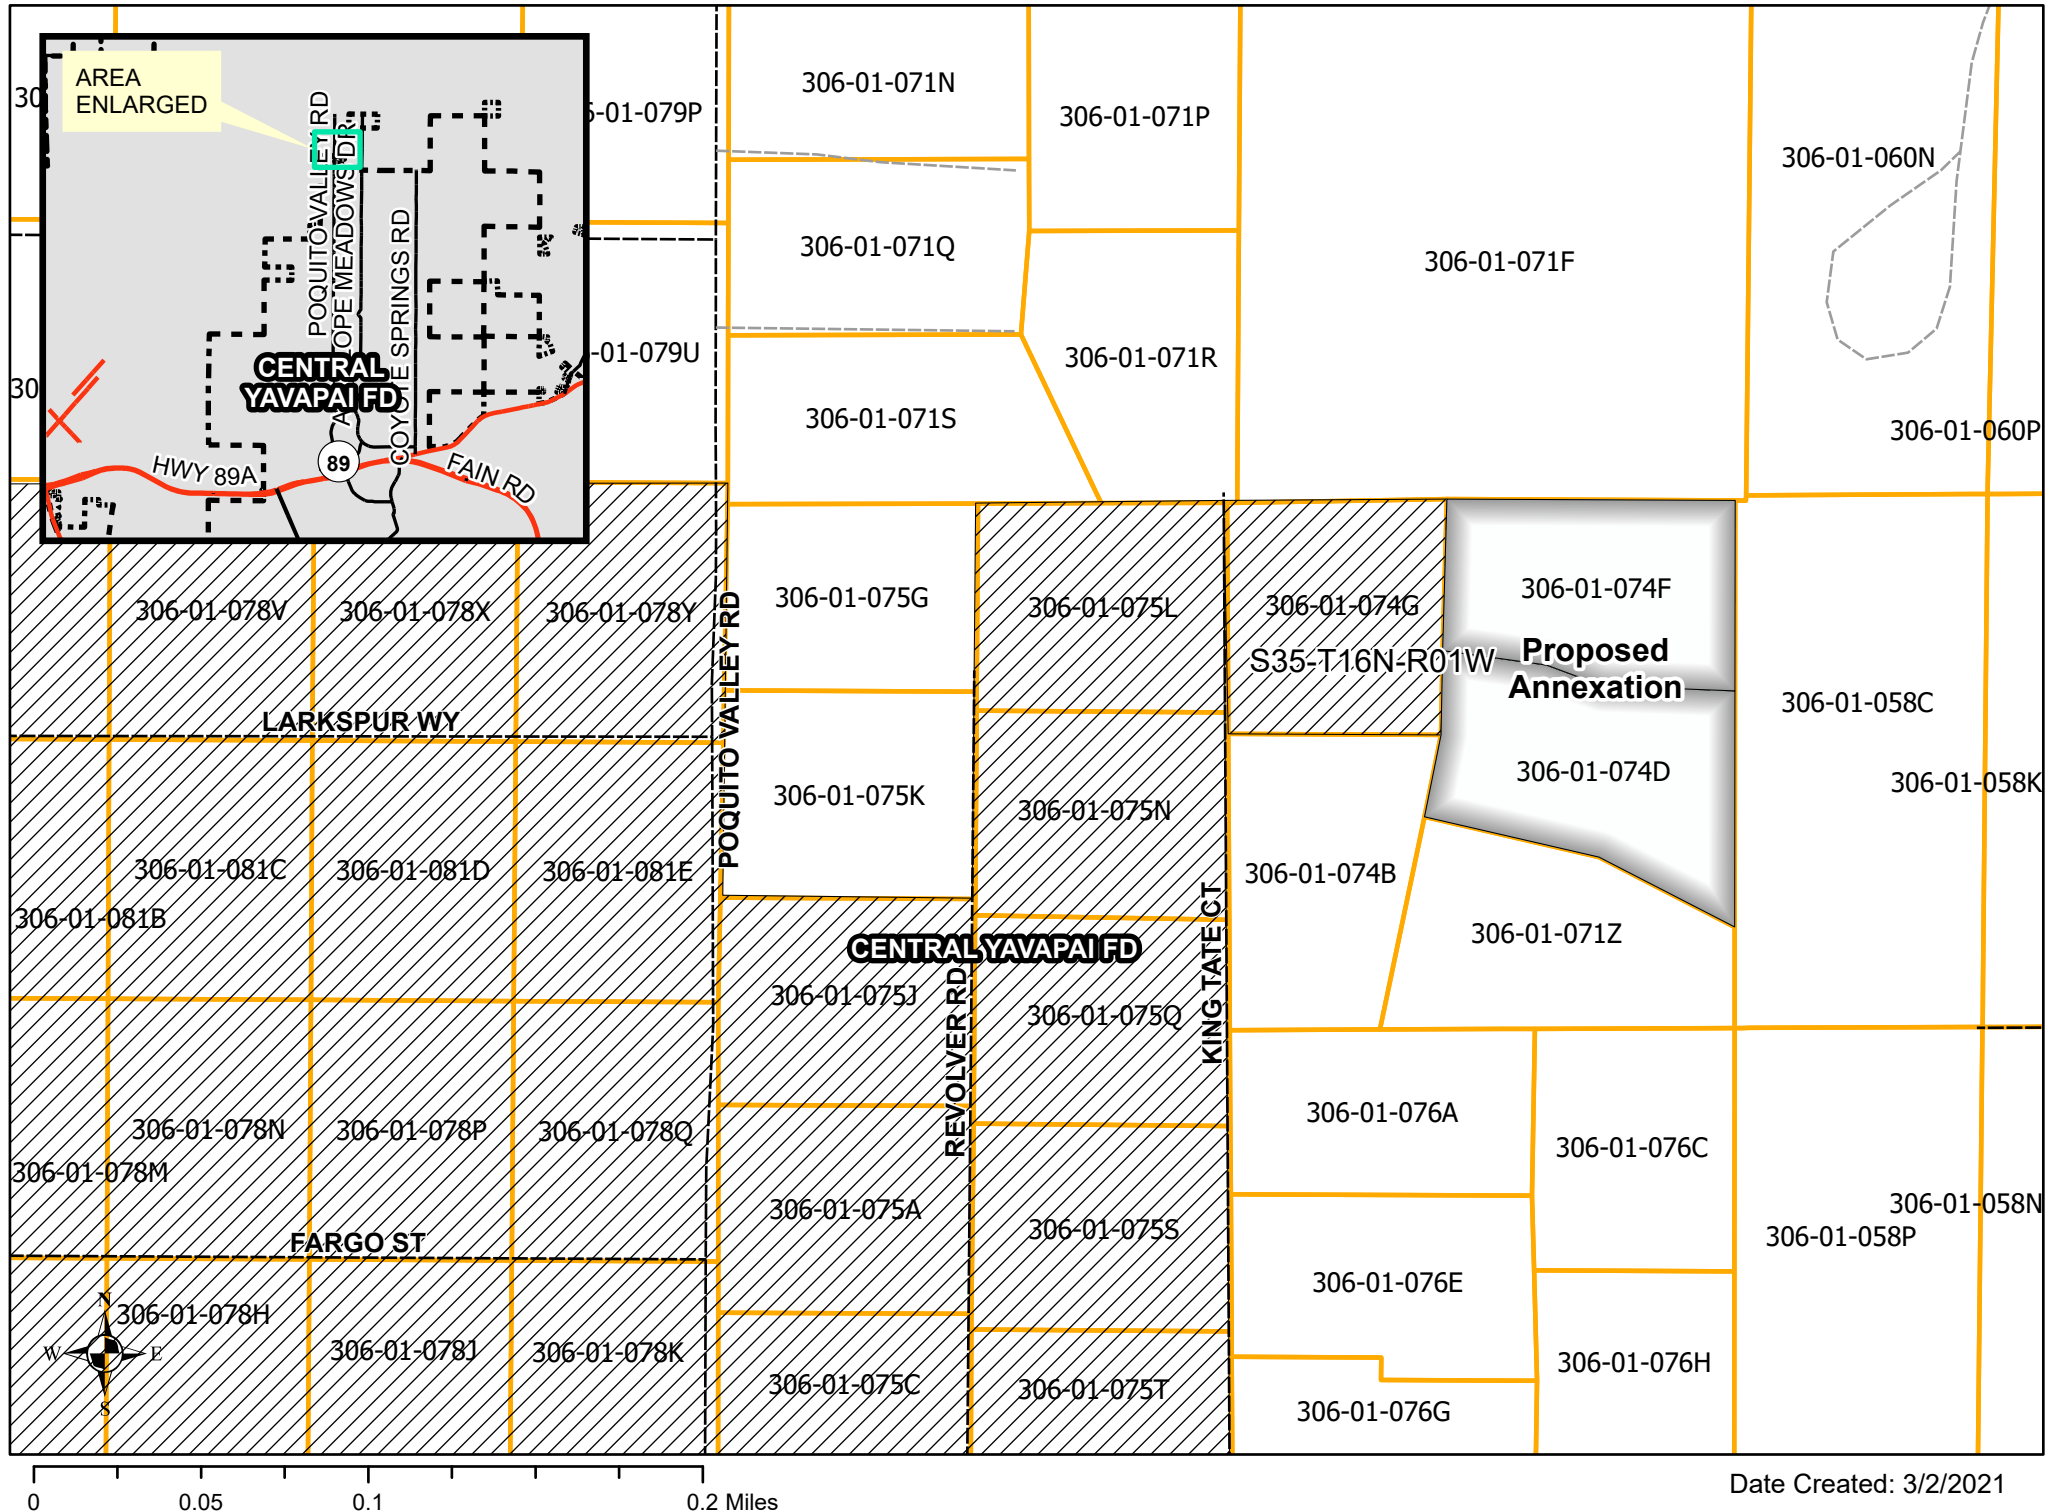 AREA
ENLARGED
POQUITO VALLEY RD
COYOTE SPRINGS RD
CENTRAL
YAVAPAI FD
HWY 89A
89
FAIN RD
306-01-071N
306-01-071P
306-01-060N
306-01-071Q
306-01-071F
306-01-071R
306-01-071S
306-01-060P
306-01-078V
306-01-078X
306-01-078Y
306-01-075G
306-01-075L
306-01-074G
306-01-074F
S35-T16N-R01W
Proposed
Annexation
306-01-058C
LARKSPUR WY
POQUITO VALLEY RD
306-01-075K
306-01-075N
306-01-074D
306-01-058K
306-01-081C
306-01-081D
306-01-081E
306-01-074B
306-01-081B
306-01-071Z
CENTRAL YAVAPAI FD
KING TATE CT
REVOLVER RD
306-01-075J
306-01-075Q
306-01-078N
306-01-078P
306-01-078Q
306-01-076A
306-01-076C
306-01-078M
306-01-075A
306-01-075S
306-01-058N
306-01-058P
FARGO ST
306-01-076E
N
W
E
S
306-01-078H
306-01-078J
306-01-078K
306-01-075C
306-01-075T
306-01-076H
306-01-076G
0
0.05
0.1
0.2 Miles
Date Created: 3/2/2021